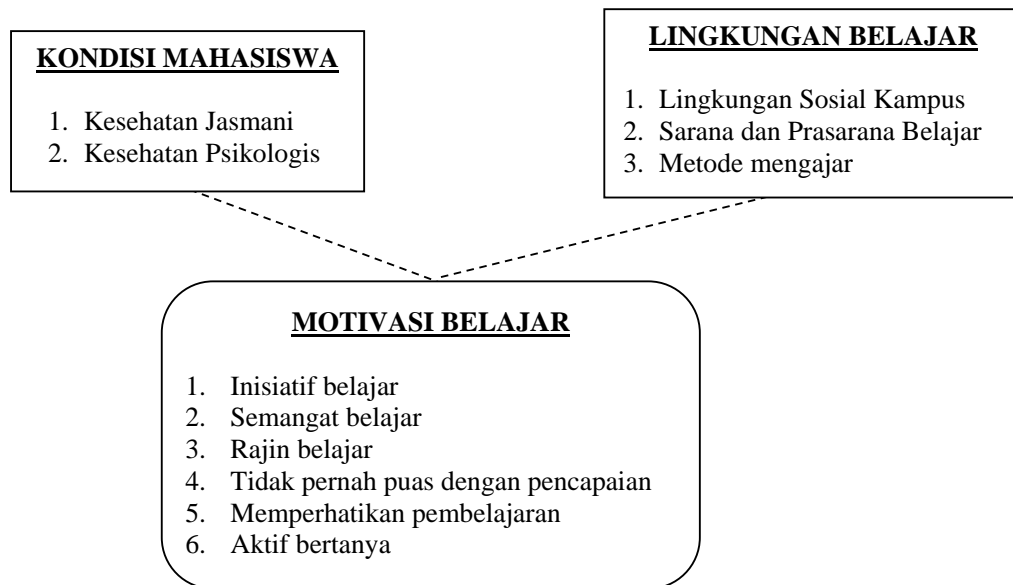 KONDISI MAHASISWA
1. Kesehatan Jasmani
2. Kesehatan Psikologis
LINGKUNGAN BELAJAR
1. Lingkungan Sosial Kampus
2. Sarana dan Prasarana Belajar
3. Metode mengajar
MOTIVASI BELAJAR
1. Inisiatif belajar
2. Semangat belajar
3. Rajin belajar
4. Tidak pernah puas dengan pencapaian
5. Memperhatikan pembelajaran
6. Aktif bertanya